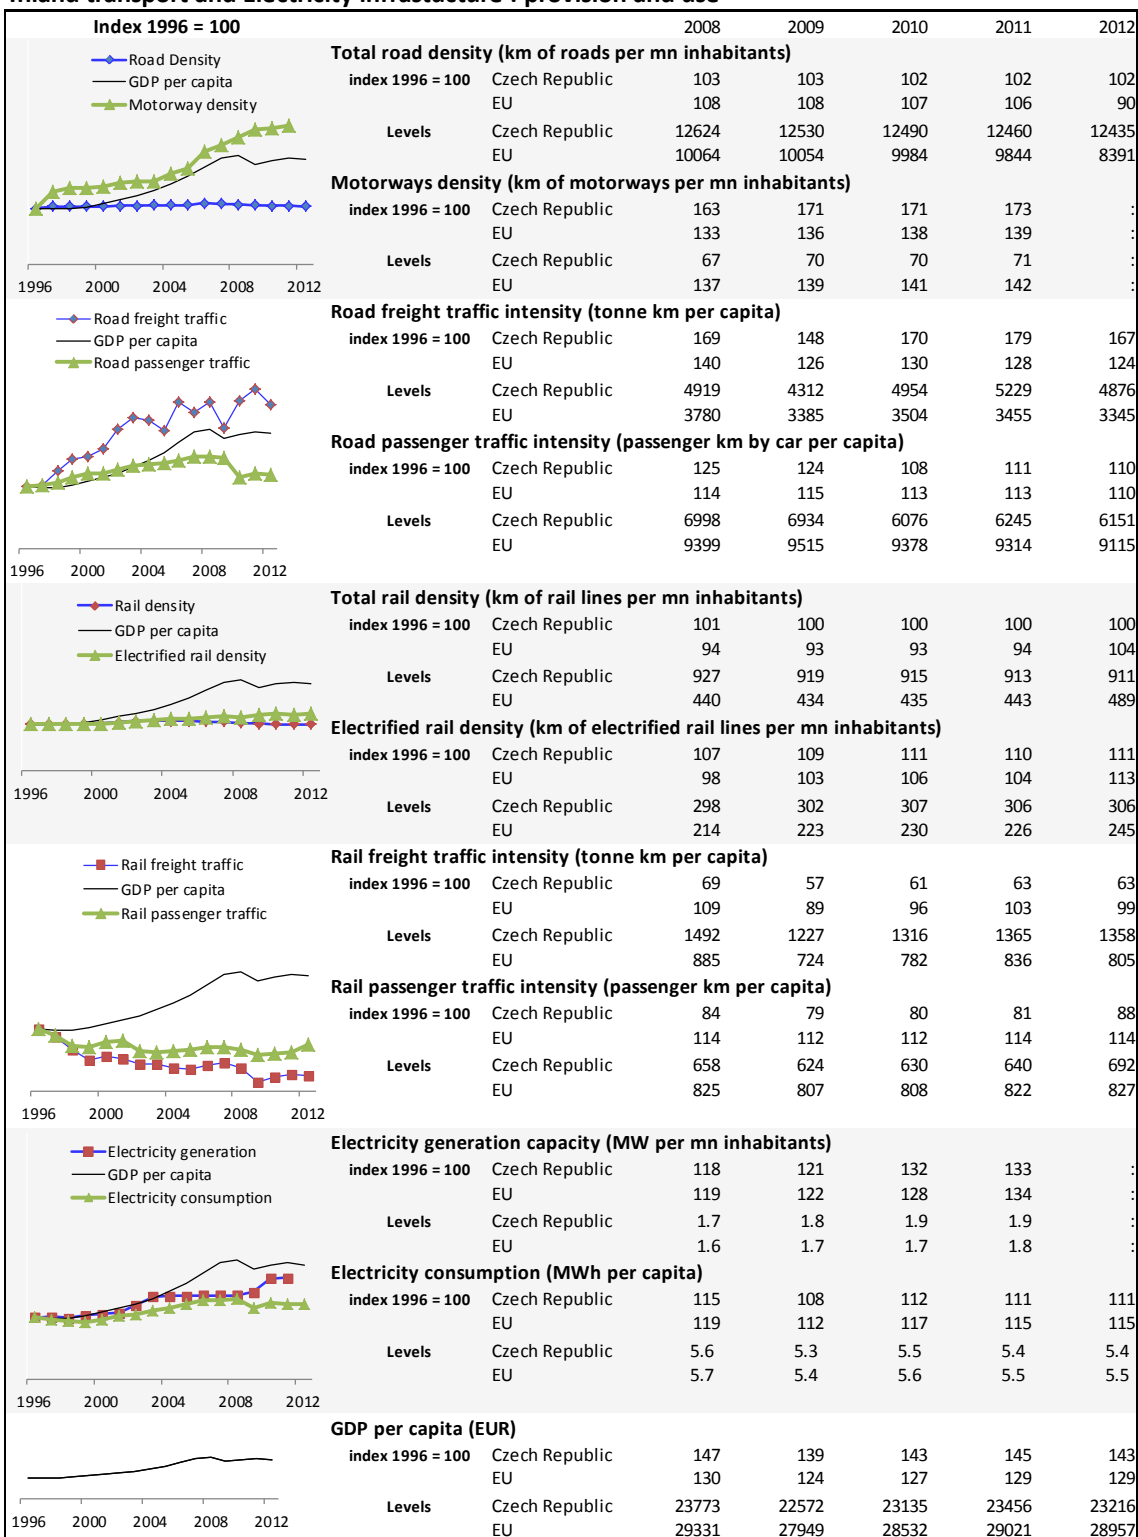 Inland transport and Electricity infrastucture : provision and use
Index 1996 = 100 2008 2009 2010 2011 2012
Road Density
GDP per capita
Motorway density
1996 2000 2004 2008 2012
Total road density (km of roads per mn inhabitants)
index 1996 = 100 Czech Republic 103 103 102 102 102
EU 108 108 107 106 90
Levels Czech Republic 12624 12530 12490 12460 12435
EU 10064 10054 9984 9844 8391
Motorways density (km of motorways per mn inhabitants)
index 1996 = 100 Czech Republic 163 171 171 173 :
EU 133 136 138 139 :
Levels Czech Republic 67 70 70 71 :
EU 137 139 141 142 :
Road freight traffic
GDP per capita
Road passenger traffic
1996 2000 2004 2008 2012
Road freight traffic intensity (tonne km per capita)
index 1996 = 100 Czech Republic 169 148 170 179 167
EU 140 126 130 128 124
Levels Czech Republic 4919 4312 4954 5229 4876
EU 3780 3385 3504 3455 3345
Road passenger traffic intensity (passenger km by car per capita)
index 1996 = 100 Czech Republic 125 124 108 111 110
EU 114 115 113 113 110
Levels Czech Republic 6998 6934 6076 6245 6151
EU 9399 9515 9378 9314 9115
Rail density
GDP per capita
Electrified rail density
1996 2000 2004 2008 2012
Total rail density (km of rail lines per mn inhabitants)
index 1996 = 100 Czech Republic 101 100 100 100 100
EU 94 93 93 94 104
Levels Czech Republic 927 919 915 913 911
EU 440 434 435 443 489
Electrified rail density (km of electrified rail lines per mn inhabitants)
index 1996 = 100 Czech Republic 107 109 111 110 111
EU 98 103 106 104 113
Levels Czech Republic 298 302 307 306 306
EU 214 223 230 226 245
Rail freight traffic
GDP per capita
Rail passenger traffic
1996 2000 2004 2008 2012
Rail freight traffic intensity (tonne km per capita)
index 1996 = 100 Czech Republic 69 57 61 63 63
EU 109 89 96 103 99
Levels Czech Republic 1492 1227 1316 1365 1358
EU 885 724 782 836 805
Rail passenger traffic intensity (passenger km per capita)
index 1996 = 100 Czech Republic 84 79 80 81 88
EU 114 112 112 114 114
Levels Czech Republic 658 624 630 640 692
EU 825 807 808 822 827
Electricity generation
GDP per capita
Electricity consumption
1996 2000 2004 2008 2012
Electricity generation capacity (MW per mn inhabitants)
index 1996 = 100 Czech Republic 118 121 132 133 :
EU 119 122 128 134 :
Levels Czech Republic 1.7 1.8 1.9 1.9 :
EU 1.6 1.7 1.7 1.8 :
Electricity consumption (MWh per capita)
index 1996 = 100 Czech Republic 115 108 112 111 111
EU 119 112 117 115 115
Levels Czech Republic 5.6 5.3 5.5 5.4 5.4
EU 5.7 5.4 5.6 5.5 5.5
1996 2000 2004 2008 2012
GDP per capita (EUR)
index 1996 = 100 Czech Republic 147 139 143 145 143
EU 130 124 127 129 129
Levels Czech Republic 23773 22572 23135 23456 23216
EU 29331 27949 28532 29021 28957